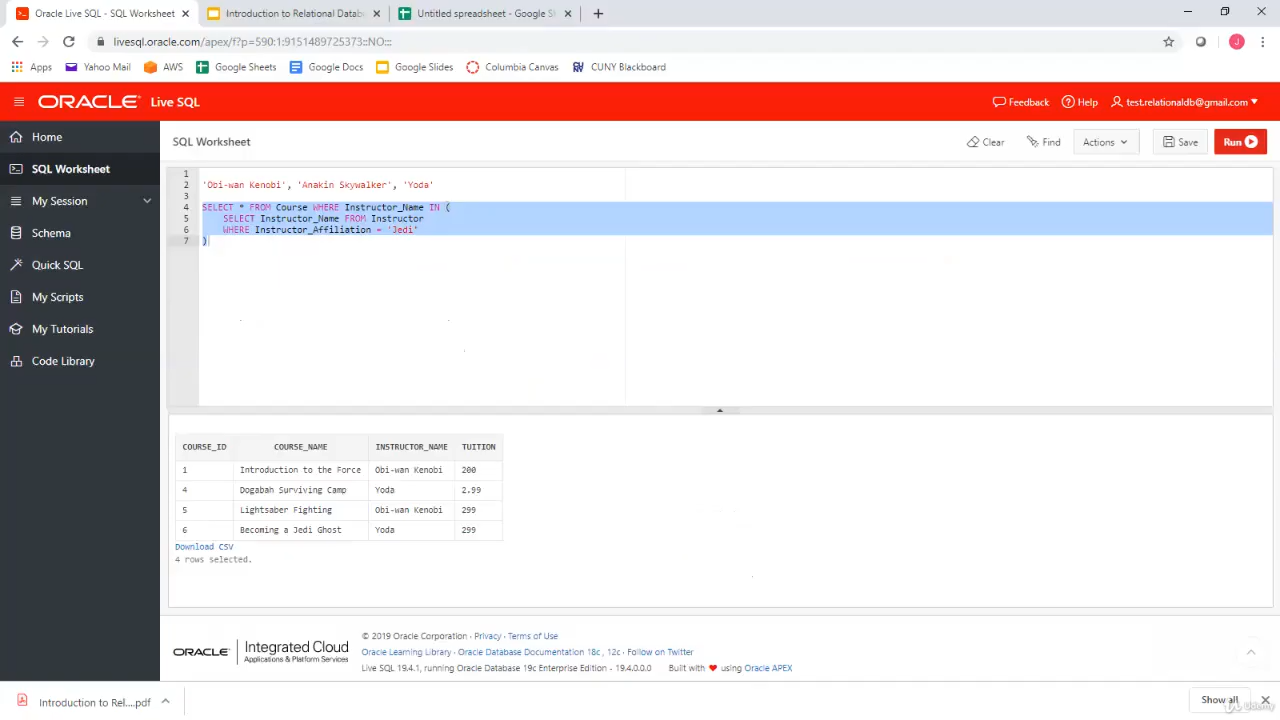 Oracle Live SQL - SQL Worksheet
Introduction to Relational Datab
Untitled spreadsheet - Google Sh
livesql.oracle.com/apex/f?p=590:1:9151489725373::NO:::
J
Apps
Yahoo Mail
AWS
Google Sheets
Google Docs
Google Slides
Columbia Canvas
CUNY Blackboard
ORACLE Live SQL
Feedback
Help
test.relationaldb@gmail.com
Home
SQL Worksheet
My Session
Schema
Quick SQL
My Scripts
My Tutorials
Code Library
SQL Worksheet
Clear
Find
Actions
Save
Run
1
2 'Obi-wan Kenobi', 'Anakin Skywalker', 'Yoda'
3
4 SELECT * FROM Course WHERE Instructor_Name IN (
5 SELECT Instructor_Name FROM Instructor
6 WHERE Instructor_Affiliation = 'Jedi'
7 )
COURSE_ID COURSE_NAME INSTRUCTOR_NAME TUITION
1 Introduction to the Force Obi-wan Kenobi 200
4 Dogabah Surviving Camp Yoda 2.99
5 Lightsaber Fighting Obi-wan Kenobi 299
6 Becoming a Jedi Ghost Yoda 299
Download CSV
4 rows selected.
ORACLE Integrated Cloud
Applications & Platform Services
© 2019 Oracle Corporation · Privacy · Terms of Use
Oracle Learning Library · Oracle Database Documentation 18c, 12c · Follow on Twitter
Live SQL 19.4.1, running Oracle Database 19c Enterprise Edition - 19.4.0.0.0 Built with ❤ using Oracle APEX
Introduction to Rel....pdf
Show all
Udemy